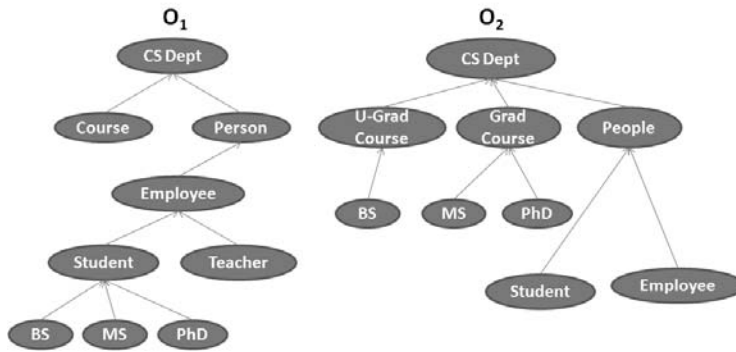 O1
CS Dept
Course
Person
Employee
Student
Teacher
BS
MS
PhD
O2
CS Dept
U-Grad
Course
Grad
Course
People
BS
MS
PhD
Student
Employee